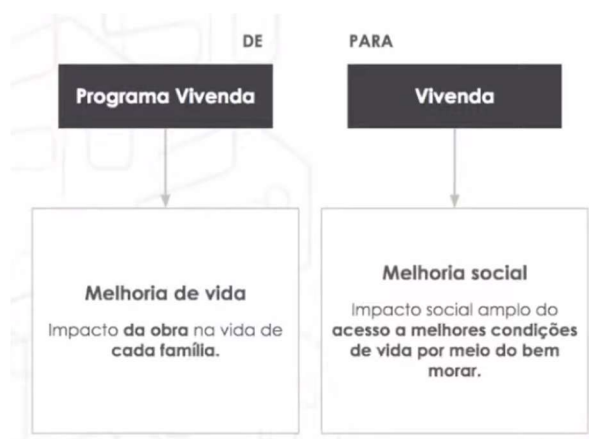 DE
PARA
Programa Vivenda
Vivenda
Melhoria de vida
Impacto da obra na vida de
cada família.
Melhoria social
Impacto social amplo do
acesso a melhores condições
de vida por meio do bem
morar.